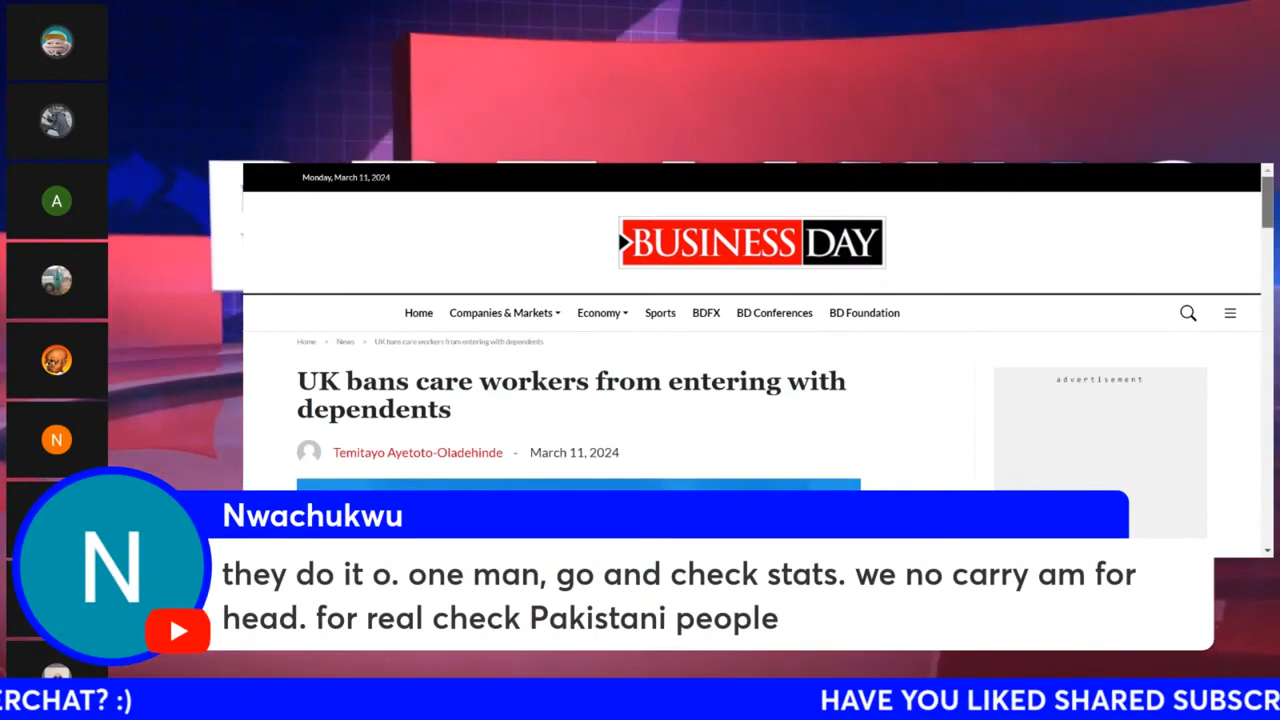 Monday, March 11, 2024
BUSINESS DAY
Home Companies & Markets Economy Sports BDFX BD Conferences BD Foundation
Home > News > UK bans care workers from entering with dependents
UK bans care workers from entering with
dependents
advertisement
Temitayo Ayetoto-Oladehinde - March 11, 2024
A
N
N
Nwachukwu
they do it o. one man, go and check stats. we no carry am for
head. for real check Pakistani people
ERCHAT? :) HAVE YOU LIKED SHARED SUBSCR